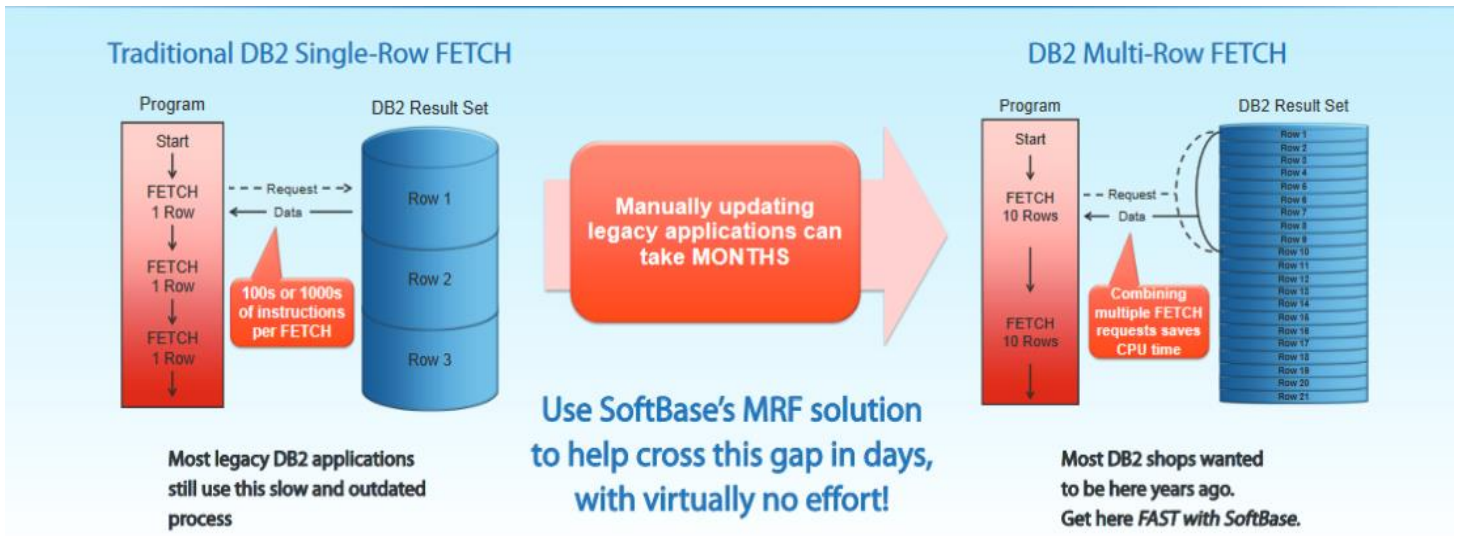 Traditional DB2 Single-Row FETCH
Program
DB2 Result Set
Start
FETCH
1 Row
Request
Data
FETCH
1 Row
FETCH
1 Row
100s or 1000s
of instructions
per FETCH
Row 1
Row 2
Row 3
Most legacy DB2 applications
still use this slow and outdated
process
Manually updating
legacy applications can
take MONTHS
Use SoftBase's MRF solution
to help cross this gap in days,
with virtually no effort!
DB2 Multi-Row FETCH
Program
DB2 Result Set
Start
FETCH
10 Rows
Request
Data
FETCH
10 Rows
Combining
multiple FETCH
requests saves
CPU time
Row 1
Row 2
Row 3
Row 4
Row 5
Row 6
Row 7
Row 8
Row 9
Row 10
Row 11
Row 12
Row 13
Row 14
Row 15
Row 16
Row 17
Row 18
Row 19
Row 20
Row 21
Most DB2 shops wanted
to be here years ago.
Get here FAST with SoftBase.